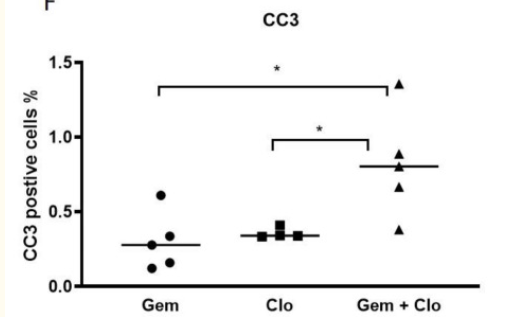 F
CC3
CC3 postive cells %
1.5
*
1.0
*
0.5
0.0
Gem
Clo
Gem + Clo